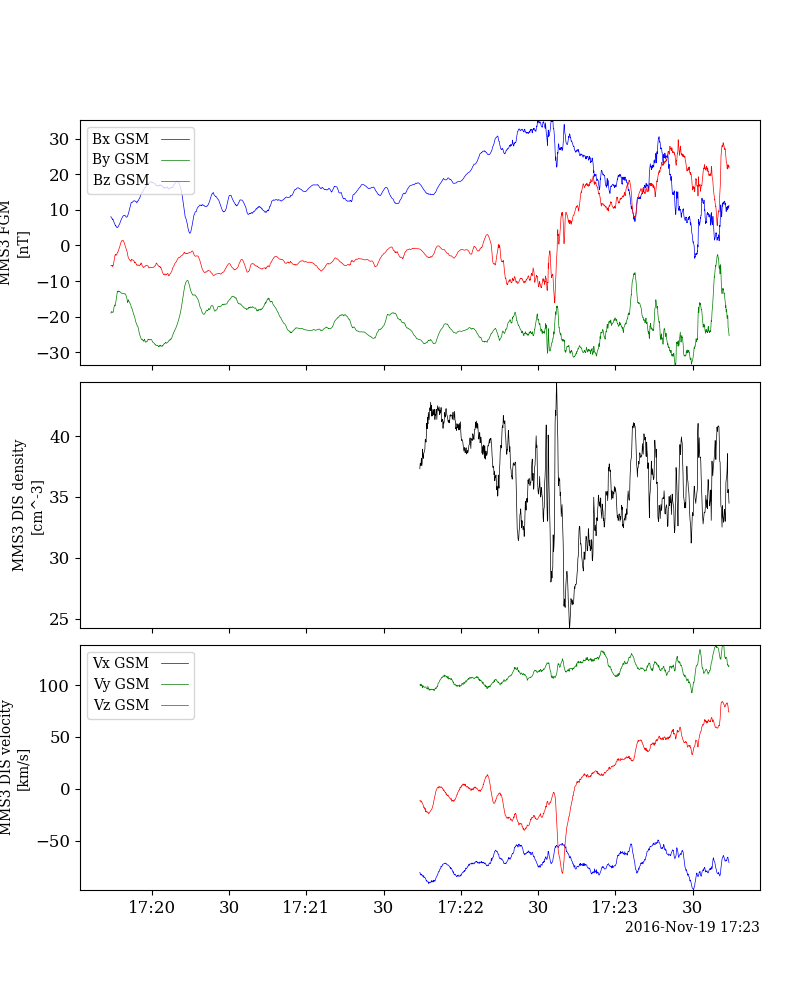 Bx GSM
By GSM
Bz GSM
30
20
10
0
−10
−20
−30
MMS3 FGM
[nT]
40
35
30
25
MMS3 DIS density
[cm^-3]
Vx GSM
Vy GSM
Vz GSM
100
50
0
−50
MMS3 DIS velocity
[km/s]
17:20 30 17:21 30 17:22 30 17:23 30
2016-Nov-19 17:23